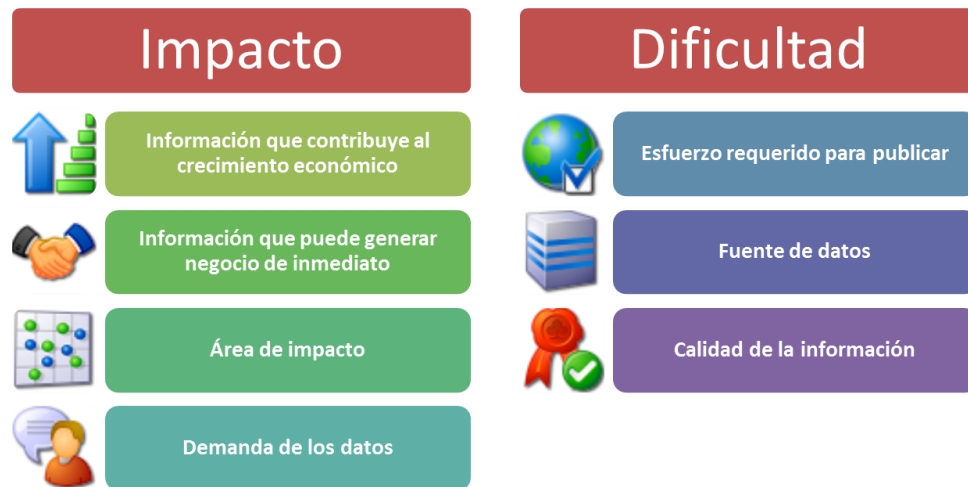 Impacto
Información que contribuye al
crecimiento económico
Información que puede generar
negocio de inmediato
Área de impacto
Demanda de los datos
Dificultad
Esfuerzo requerido para publicar
Fuente de datos
Calidad de la información